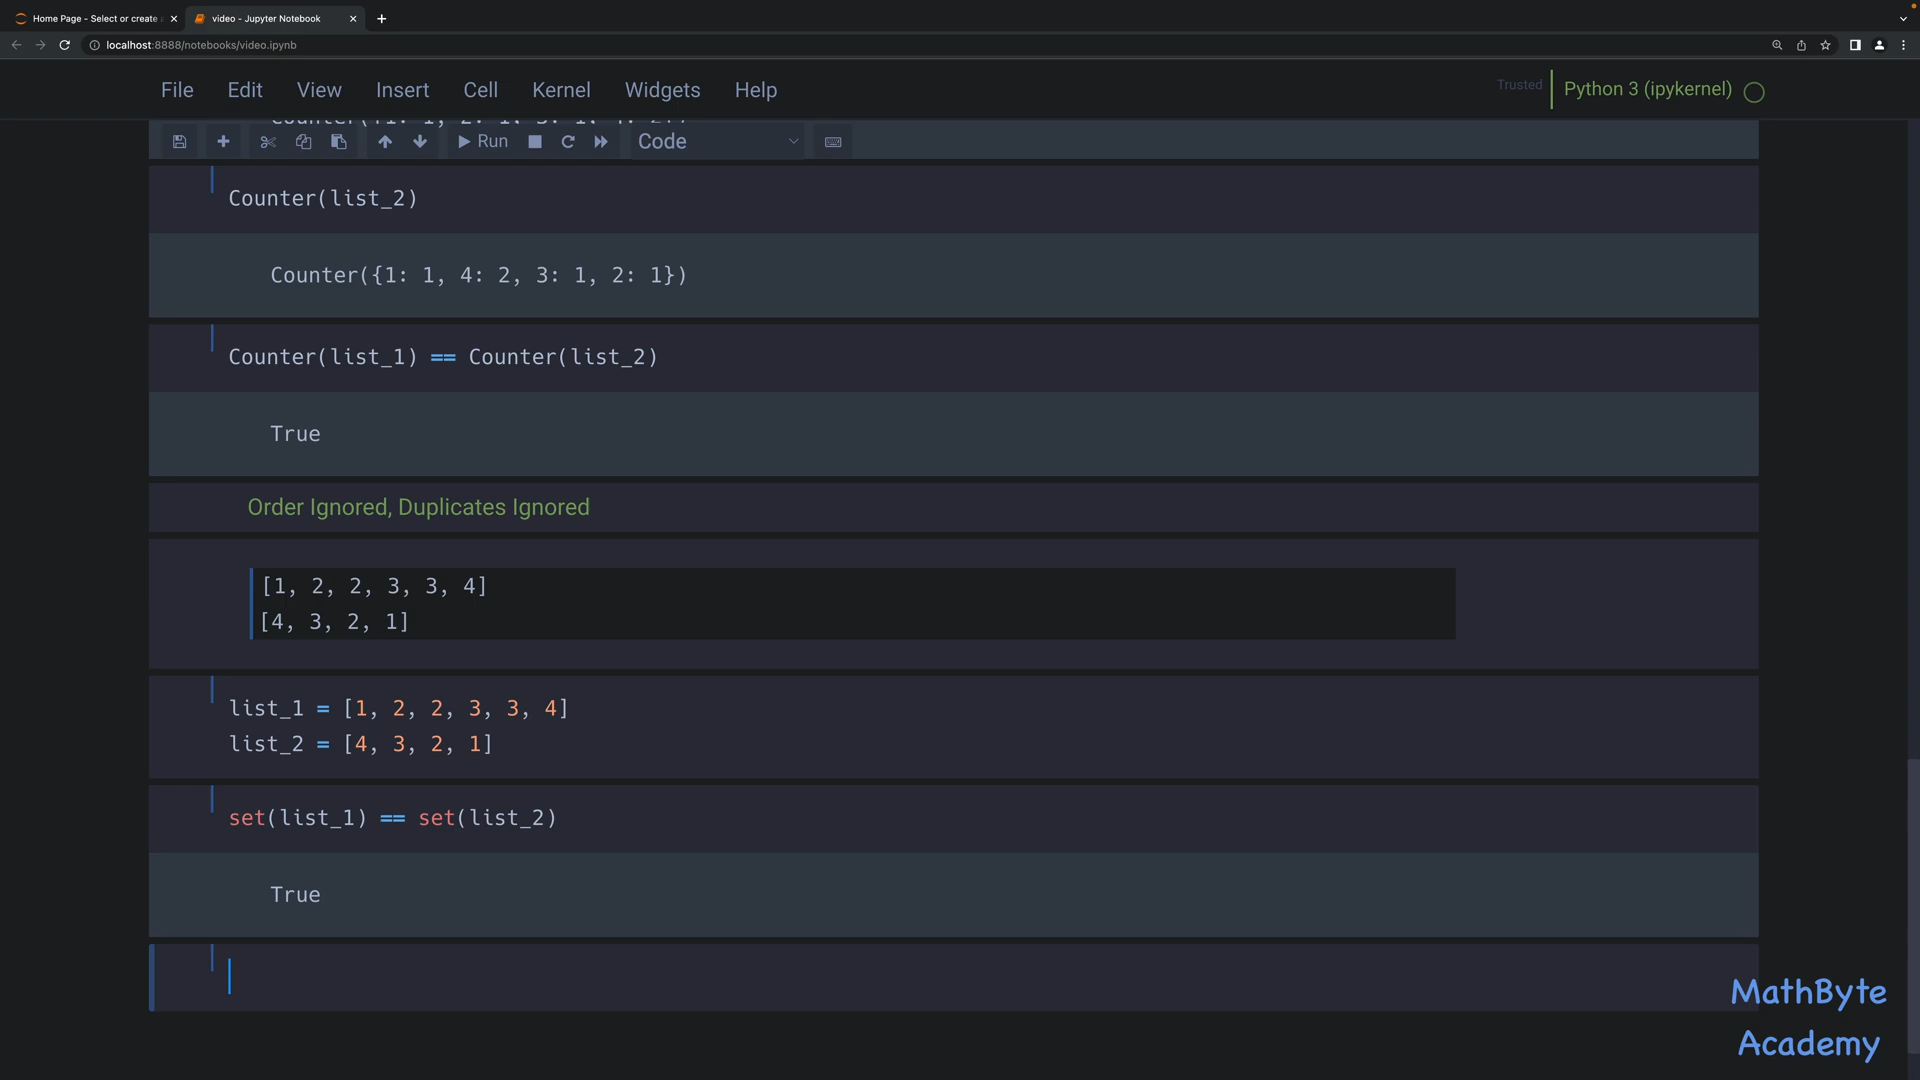 Home Page - Select or create a
video - Jupyter Notebook
localhost:8888/notebooks/video.ipynb
File Edit View Insert Cell Kernel Widgets Help
Trusted
Python 3 (ipykernel)
Run
Code
Counter(list_2)
Counter({1: 1, 4: 2, 3: 1, 2: 1})
Counter(list_1) == Counter(list_2)
True
Order Ignored, Duplicates Ignored
[1, 2, 2, 3, 3, 4]
[4, 3, 2, 1]
list_1 = [1, 2, 2, 3, 3, 4]
list_2 = [4, 3, 2, 1]
set(list_1) == set(list_2)
True
MathByte
Academy